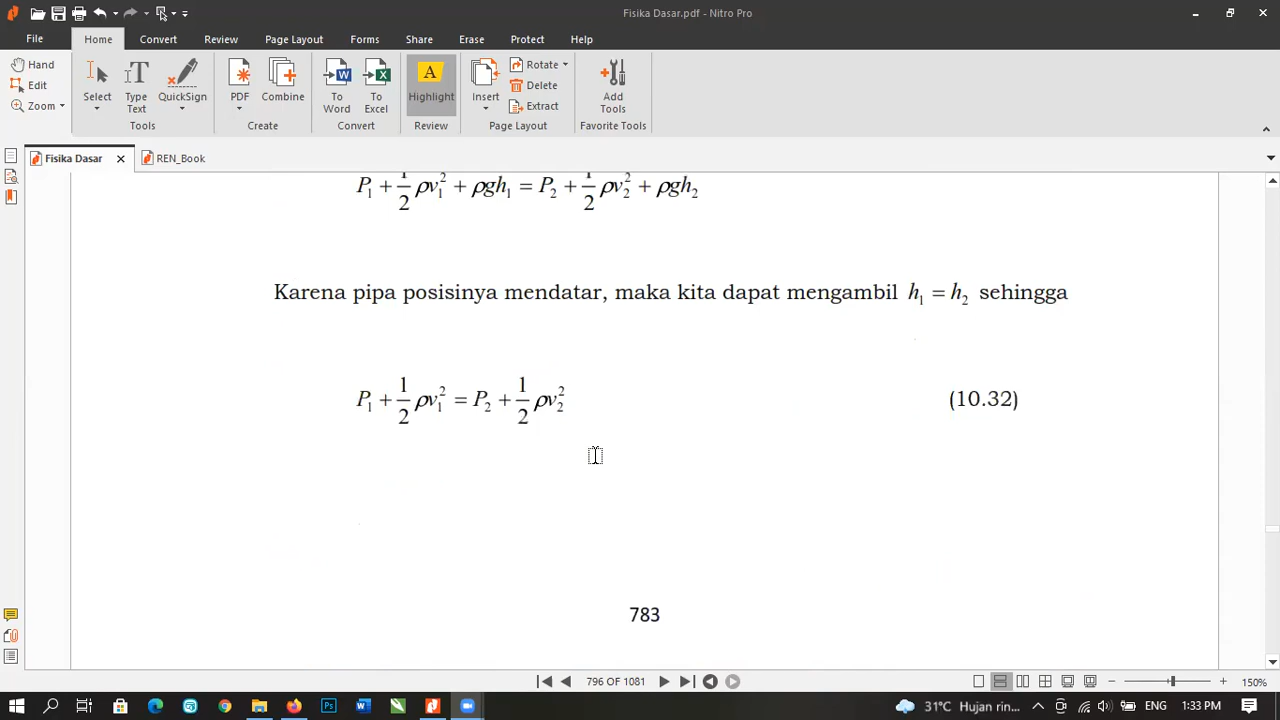 Fisika Dasar.pdf - Nitro Pro
File Home Convert Review Page Layout Forms Share Erase Protect Help
Hand
Edit
Zoom
Select
Type Text
QuickSign
Tools
PDF
Combine
Create
To Word
To Excel
Convert
Highlight
Review
Insert
Rotate
Delete
Extract
Page Layout
Add Tools
Favorite Tools
Fisika Dasar
REN_Book
P₁ + 1/2 ρv₁² + ρgh₁ = P₂ + 1/2 ρv₂² + ρgh₂
Karena pipa posisinya mendatar, maka kita dapat mengambil h₁ = h₂ sehingga
P₁ + 1/2 ρv₁² = P₂ + 1/2 ρv₂² (10.32)
783
796 OF 1081
150%
31°C Hujan rin...
ENG
1:33 PM